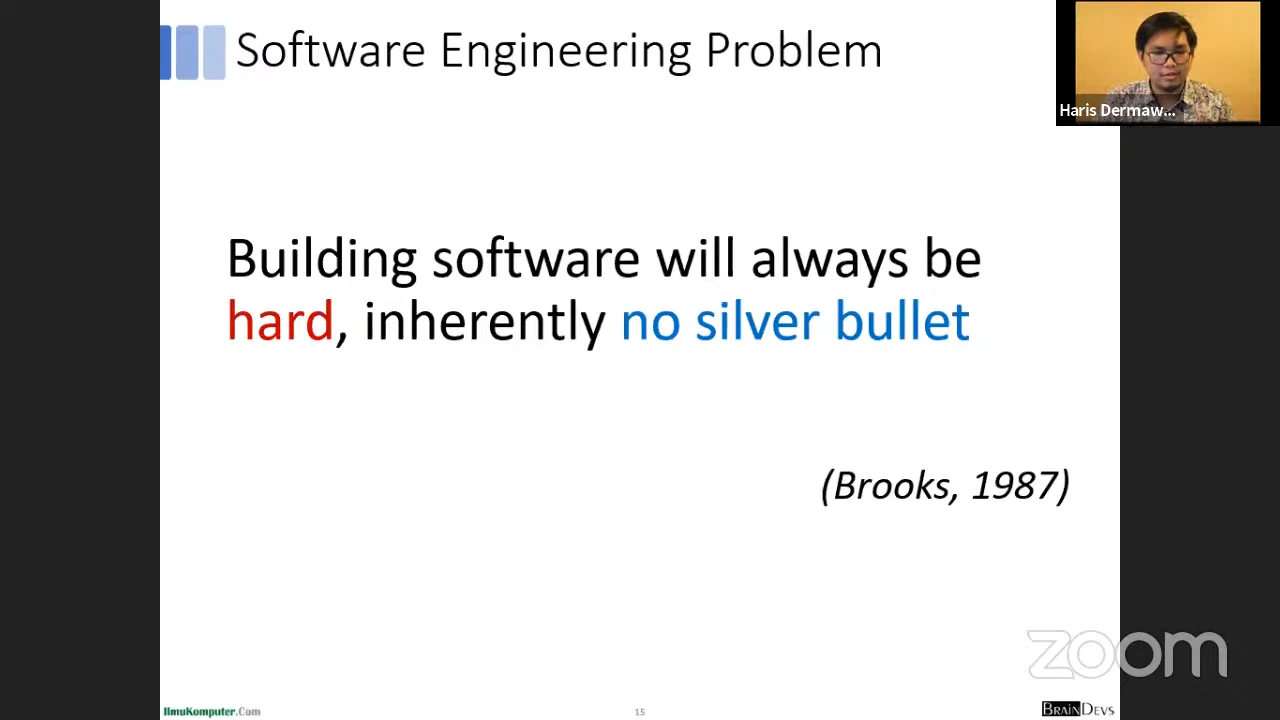 Software Engineering Problem
Haris Dermaw...
Building software will always be
hard, inherently no silver bullet
(Brooks, 1987)
zoom
IlmuKomputer.Com
15
BRAINDEVS